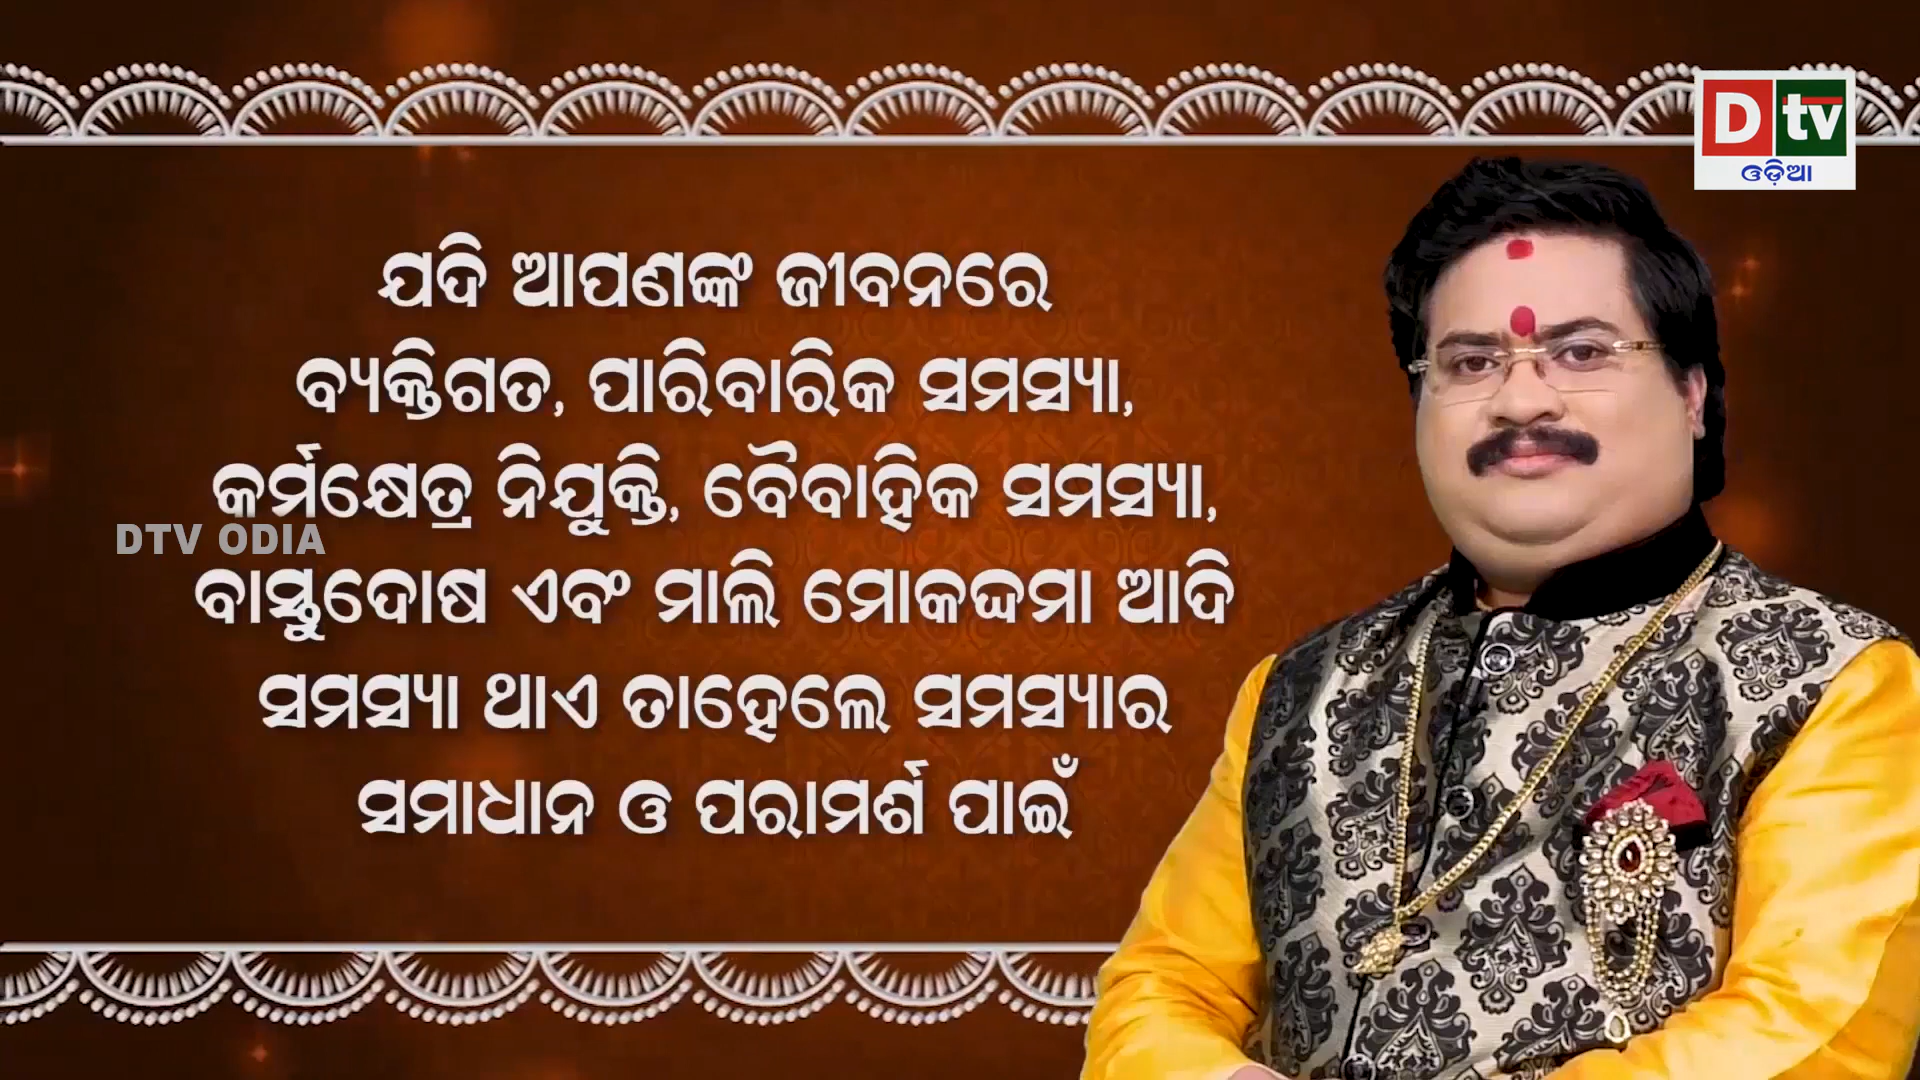 Dtv
ଓଡ଼ିଆ
ଯଦି ଆପଣଙ୍କ ଜୀବନରେ
ବ୍ୟକ୍ତିଗତ, ପାରିବାରିକ ସମସ୍ୟା,
କର୍ମକ୍ଷେତ୍ର ନିଯୁକ୍ତି, ବୈବାହିକ ସମସ୍ୟା,
DTV ODIA
ବାସ୍ତୁଦୋଷ ଏବଂ ମାଲି ମୋକଦ୍ଦମା ଆଦି
ସମସ୍ୟା ଥାଏ ତାହେଲେ ସମସ୍ୟାର
ସମାଧାନ ଓ ପରାମର୍ଶ ପାଇଁ